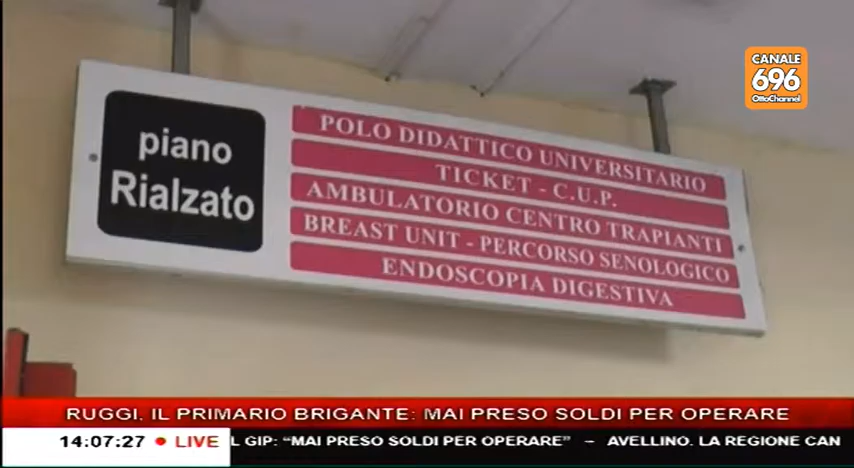 CANALE
696
OttoChannel
piano
Rialzato
POLO DIDATTICO UNIVERSITARIO
TICKET - C.U.P.
AMBULATORIO CENTRO TRAPIANTI
BREAST UNIT - PERCORSO SENOLOGICO
ENDOSCOPIA DIGESTIVA
RUGGI. IL PRIMARIO BRIGANTE: MAI PRESO SOLDI PER OPERARE
14:07:27 LIVE L GIP: “MAI PRESO SOLDI PER OPERARE” – AVELLINO. LA REGIONE CAN